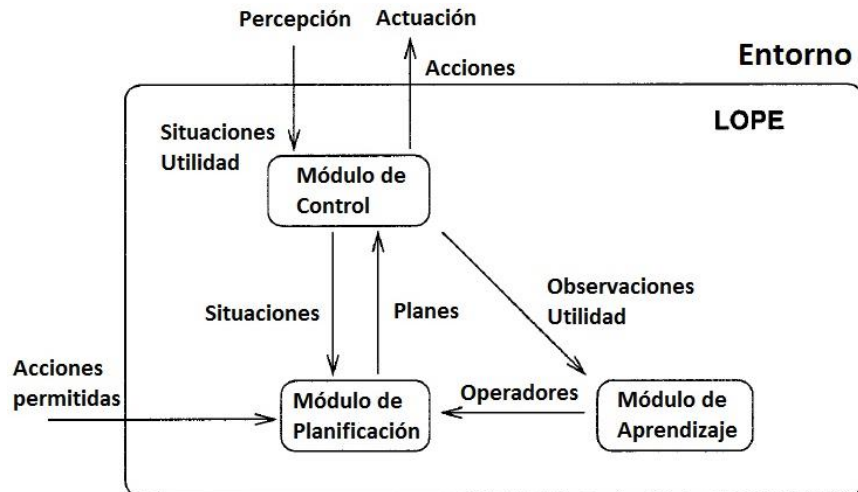 Percepción
Actuación
Acciones
Entorno
LOPE
Situaciones
Utilidad
Módulo de
Control
Situaciones
Planes
Observaciones
Utilidad
Acciones
permitidas
Módulo de
Planificación
Operadores
Módulo de
Aprendizaje